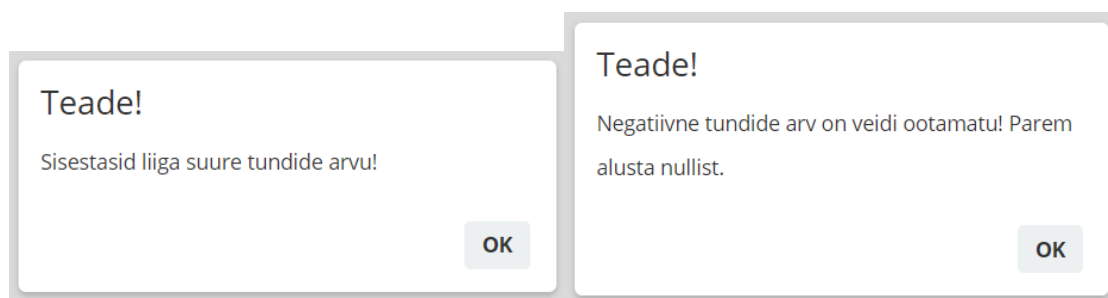 Teade!
Sisestasid liiga suure tundide arvu!
OK
Teade!
Negatiivne tundide arv on veidi ootamatu! Parem
alusta nullist.
OK